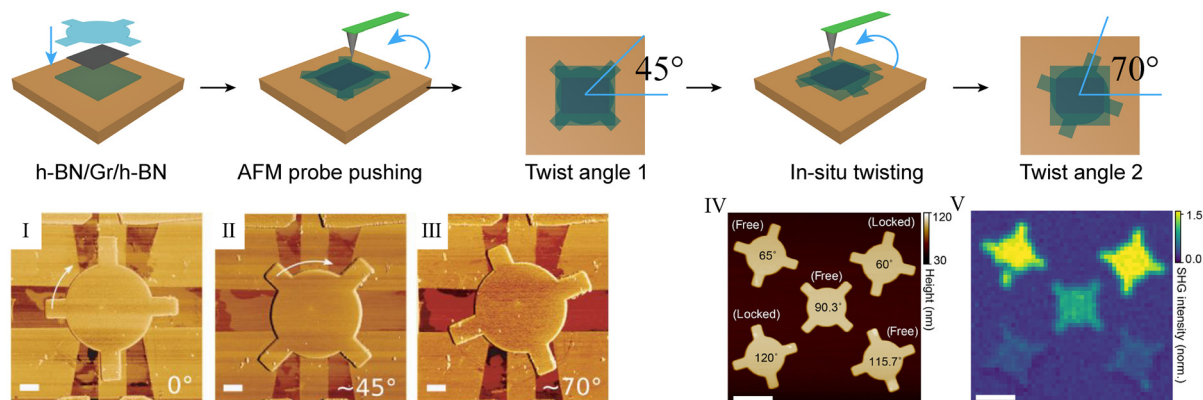 45°
70°
h-BN/Gr/h-BN
AFM probe pushing
Twist angle 1
In-situ twisting
Twist angle 2
I
0°
II
~45°
III
~70°
IV
(Free)
65°
(Locked)
60°
(Free)
90.3°
(Locked)
120°
(Free)
115.7°
120
30
Height (nm)
V
1.5
0.0
SHG intensity (norm.)